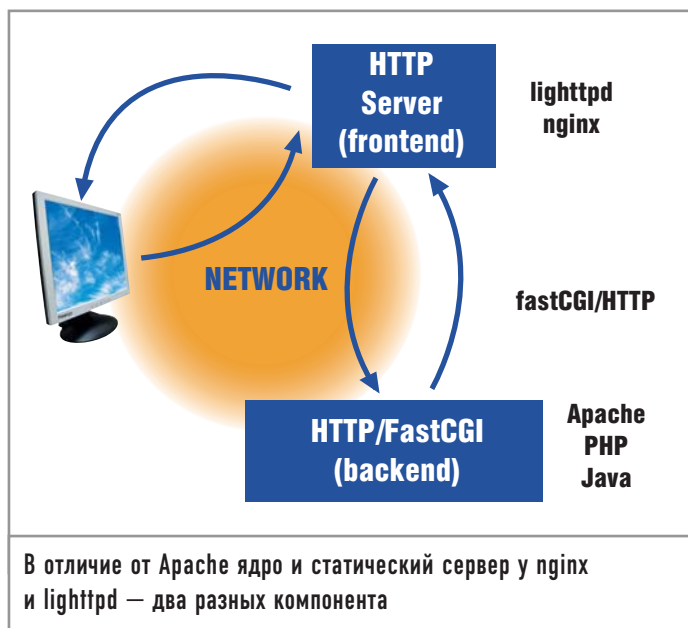 HTTP
Server
(frontend)
lighttpd
nginx
NETWORK
fastCGI/HTTP
HTTP/FastCGI
(backend)
Apache
PHP
Java
В отличие от Apache ядро и статический сервер у nginx
и lighttpd — два разных компонента